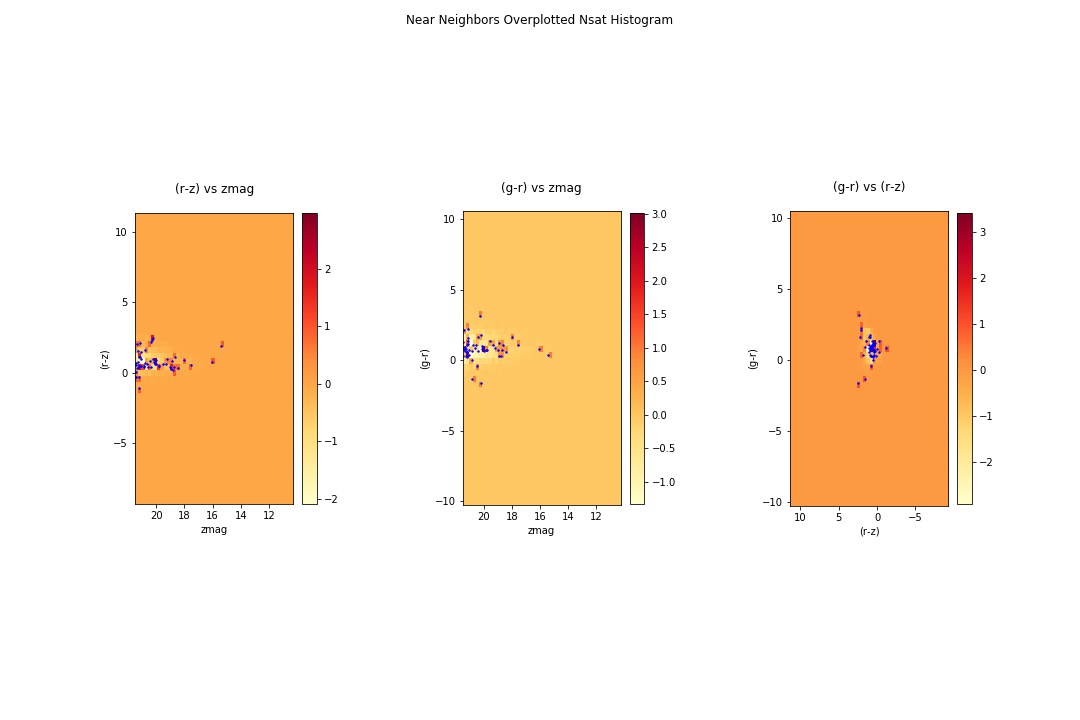 Near Neighbors Overplotted Nsat Histogram
(r-z) vs zmag
10
5
0
−5
(r-z)
20 18 16 14 12
zmag
2
1
0
−1
−2
(g-r) vs zmag
10
5
0
−5
−10
(g-r)
20 18 16 14 12
zmag
3.0
2.5
2.0
1.5
1.0
0.5
0.0
−0.5
−1.0
(g-r) vs (r-z)
10
5
0
−5
−10
(g-r)
10 5 0 −5
(r-z)
3
2
1
0
−1
−2